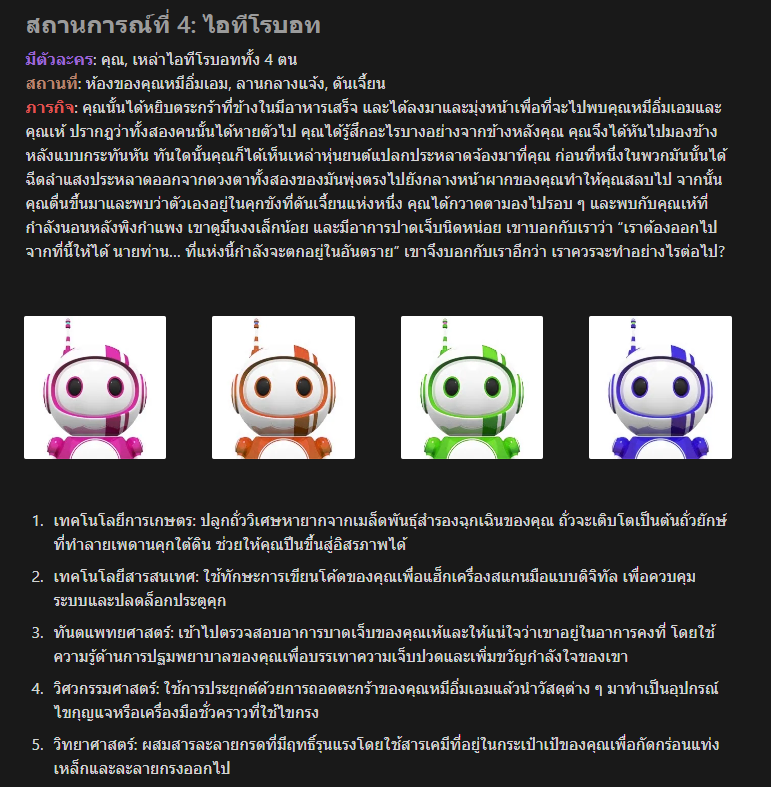 สถานการณ์ที่ 4: ไอทีโรบอท
มีตัวละคร: คุณ, เหล่าไอทีโรบอททั้ง 4 ตน
สถานที่: ห้องของคุณหมีอิ่มเอม, ลานกลางแจ้ง, ดันเจี้ยน
ภารกิจ: คุณนั้นได้หยิบตระกร้าที่ข้างในมีอาหารเสร็จ และได้ลงมาและมุ่งหน้าเพื่อที่จะไปพบคุณหมีอิ่มเอมและ
คุณเห้ ปรากฏว่าทั้งสองคนนั้นได้หายตัวไป คุณได้รู้สึกอะไรบางอย่างจากข้างหลังคุณ คุณจึงได้หันไปมองข้าง
หลังแบบกระทันหัน ทันใดนั้นคุณก็ได้เห็นเหล่าหุ่นยนต์แปลกประหลาดจ้องมาที่คุณ ก่อนที่หนึ่งในพวกมันนั้นได้
ฉีดลำแสงประหลาดออกจากดวงตาทั้งสองของมันพุ่งตรงไปยังกลางหน้าผากของคุณทำให้คุณสลบไป จากนั้น
คุณตื่นขึ้นมาและพบว่าตัวเองอยู่ในคุกขังที่ดันเจี้ยนแห่งหนึ่ง คุณได้กวาดตามองไปรอบ ๆ และพบกับคุณเห้ที่
กำลังนอนหลังพิงกำแพง เขาดูมึนงงเล็กน้อย และมีอาการปาดเจ็บนิดหน่อย เขาบอกกับเราว่า “เราต้องออกไป
จากที่นี้ให้ได้ นายท่าน... ที่แห่งนี้กำลังจะตกอยู่ในอันตราย” เขาจึงบอกกับเราอีกว่า เราควรจะทำอย่างไรต่อไป?
1. เทคโนโลยีการเกษตร: ปลูกถั่ววิเศษหายากจากเมล็ดพันธุ์สำรองฉุกเฉินของคุณ ถั่วจะเติบโตเป็นต้นถั่วยักษ์
ที่ทำลายเพดานคุกใต้ดิน ช่วยให้คุณปีนขึ้นสู่อิสรภาพได้
2. เทคโนโลยีสารสนเทศ: ใช้ทักษะการเขียนโค้ดของคุณเพื่อแฮ็กเครื่องสแกนมือแบบดิจิทัล เพื่อควบคุม
ระบบและปลดล็อกประตูคุก
3. ทันตแพทยศาสตร์: เข้าไปตรวจสอบอาการบาดเจ็บของคุณเห้และให้แน่ใจว่าเขาอยู่ในอาการคงที่ โดยใช้
ความรู้ด้านการปฐมพยาบาลของคุณเพื่อบรรเทาความเจ็บปวดและเพิ่มขวัญกำลังใจของเขา
4. วิศวกรรมศาสตร์: ใช้การประยุกต์ด้วยการถอดตะกร้าของคุณหมีอิ่มเอมแล้วนำวัสดุต่าง ๆ มาทำเป็นอุปกรณ์
ไขกุญแจหรือเครื่องมือชั่วคราวที่ใช้ไขกรง
5. วิทยาศาสตร์: ผสมสารละลายกรดที่มีฤทธิ์รุนแรงโดยใช้สารเคมีที่อยู่ในกระเป๋าเป้ของคุณเพื่อกัดกร่อนแท่ง
เหล็กและละลายกรงออกไป